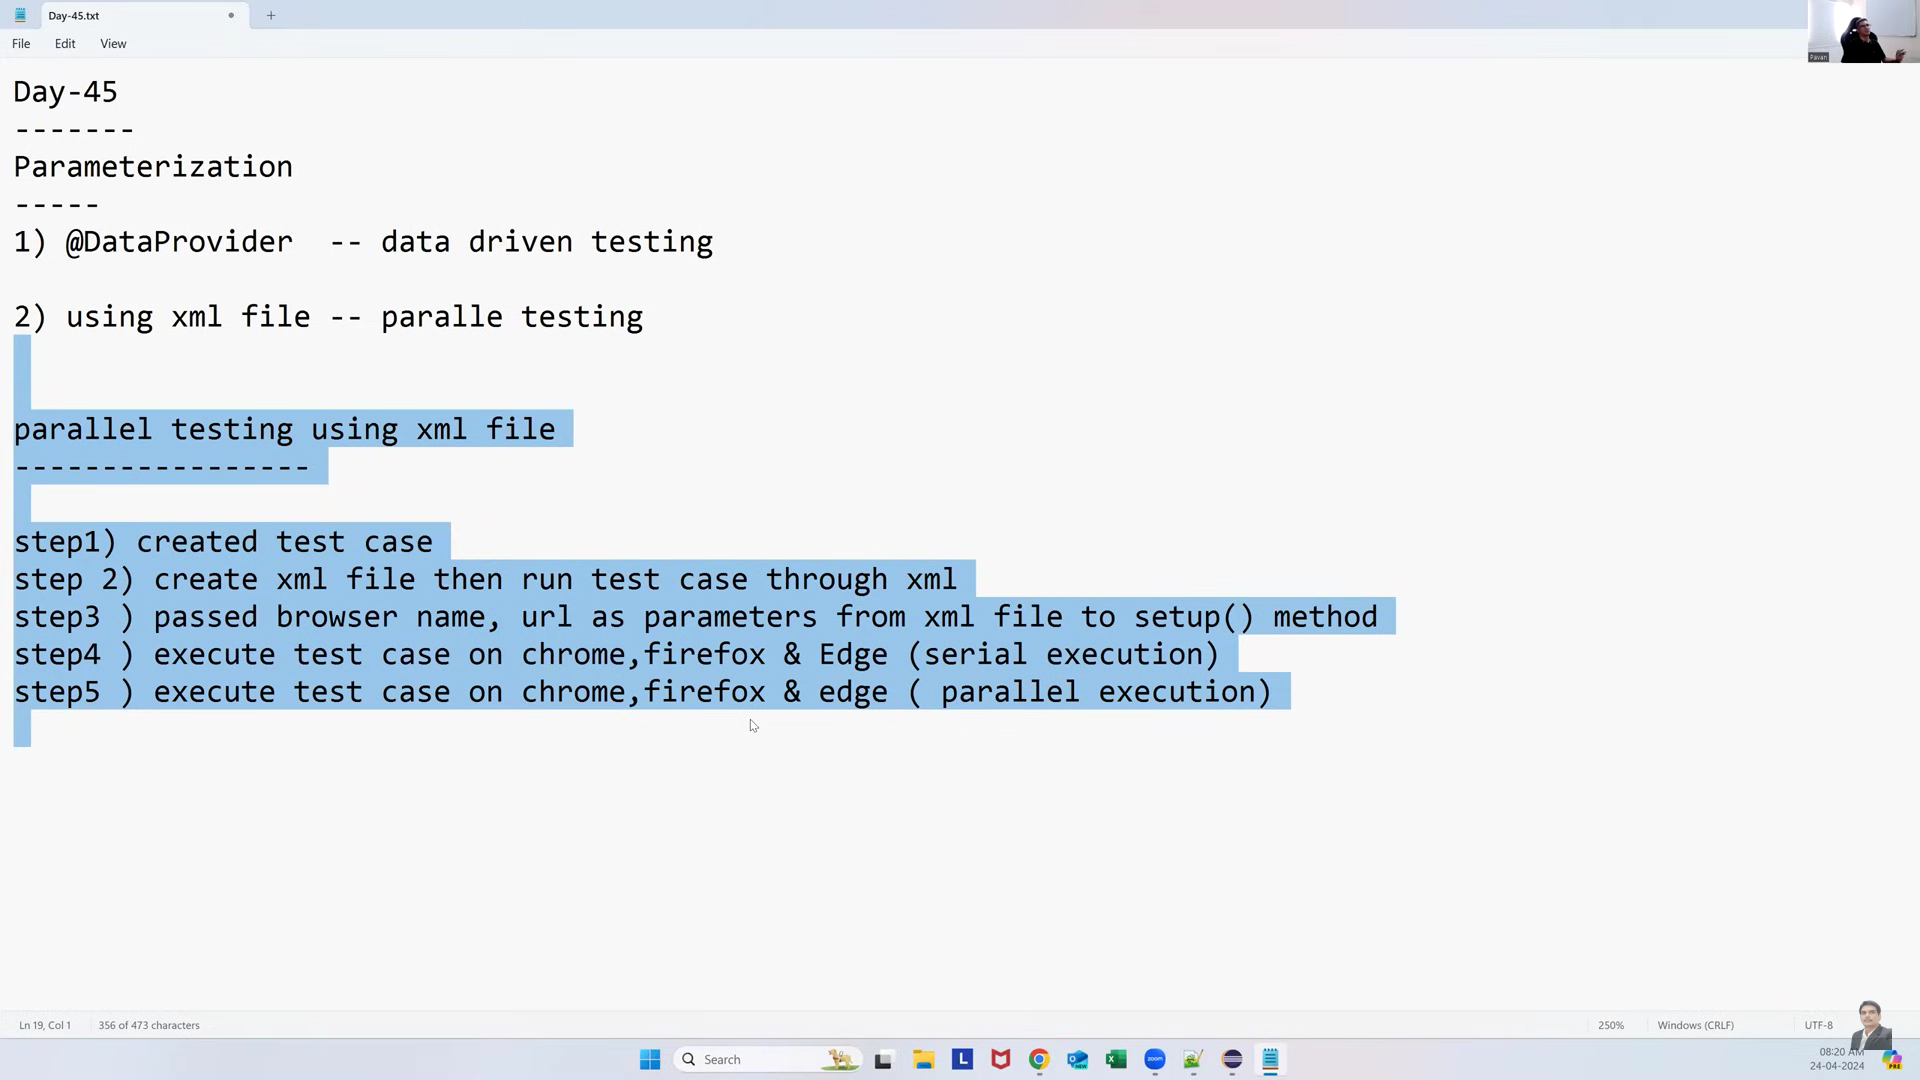 Day-45.txt
File Edit View
Pavan
Day-45
-------
Parameterization
-----
1) @DataProvider  -- data driven testing
2) using xml file -- paralle testing
parallel testing using xml file
-----------------
step1) created test case
step 2) create xml file then run test case through xml
step3 ) passed browser name, url as parameters from xml file to setup() method
step4 ) execute test case on chrome,firefox & Edge (serial execution)
step5 ) execute test case on chrome,firefox & edge ( parallel execution)
Ln 19, Col 1 356 of 473 characters 250% Windows (CRLF) UTF-8
Search L NEW zoom 08:20 AM PRE
24-04-2024